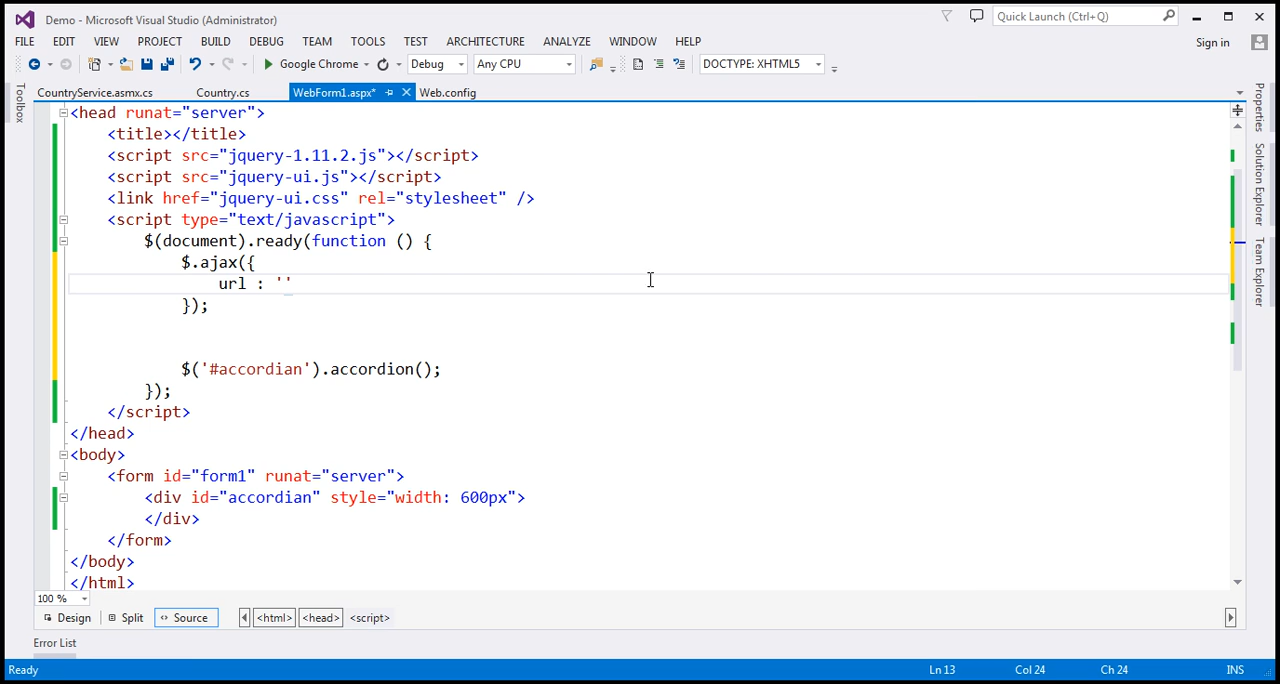 Demo - Microsoft Visual Studio (Administrator)
Quick Launch (Ctrl+Q)
FILE EDIT VIEW PROJECT BUILD DEBUG TEAM TOOLS TEST ARCHITECTURE ANALYZE WINDOW HELP
Sign in
Google Chrome Debug Any CPU DOCTYPE: XHTML5
Toolbox
CountryService.asmx.cs Country.cs WebForm1.aspx* Web.config
Properties
Solution Explorer
Team Explorer
<head runat="server">
<title></title>
<script src="jquery-1.11.2.js"></script>
<script src="jquery-ui.js"></script>
<link href="jquery-ui.css" rel="stylesheet" />
<script type="text/javascript">
$(document).ready(function () {
$.ajax({
url : ''
});
$('#accordian').accordion();
});
</script>
</head>
<body>
<form id="form1" runat="server">
<div id="accordian" style="width: 600px">
</div>
</form>
</body>
</html>
100 %
Design Split Source <html> <head> <script>
Error List
Ready Ln 13 Col 24 Ch 24 INS